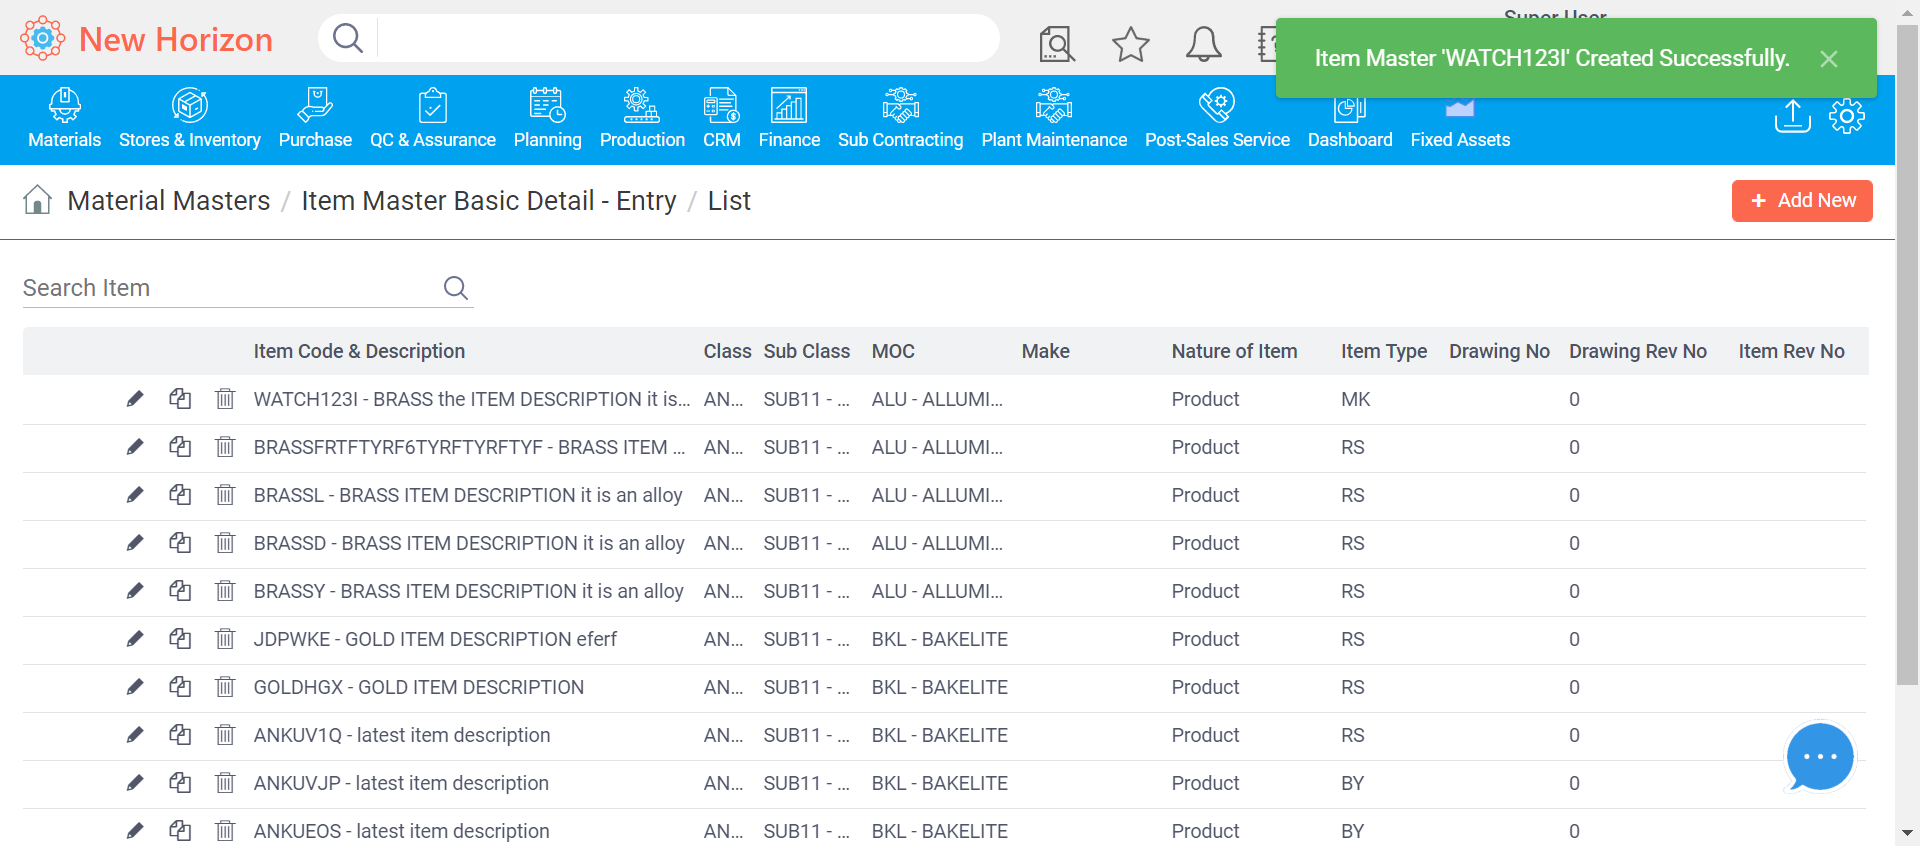 New Horizon
Super User
Item Master 'WATCH123I' Created Successfully.
Materials
Stores & Inventory
Purchase
QC & Assurance
Planning
Production
CRM
Finance
Sub Contracting
Plant Maintenance
Post-Sales Service
Dashboard
Fixed Assets
Material Masters / Item Master Basic Detail - Entry / List
+ Add New
Search Item
Item Code & Description Class Sub Class MOC Make Nature of Item Item Type Drawing No Drawing Rev No Item Rev No
WATCH123I - BRASS the ITEM DESCRIPTION it is... AN... SUB11 - ... ALU - ALLUMI... Product MK 0
BRASSFRTFTYRF6TYRFTYRFTYF - BRASS ITEM ... AN... SUB11 - ... ALU - ALLUMI... Product RS 0
BRASSL - BRASS ITEM DESCRIPTION it is an alloy AN... SUB11 - ... ALU - ALLUMI... Product RS 0
BRASSD - BRASS ITEM DESCRIPTION it is an alloy AN... SUB11 - ... ALU - ALLUMI... Product RS 0
BRASSY - BRASS ITEM DESCRIPTION it is an alloy AN... SUB11 - ... ALU - ALLUMI... Product RS 0
JDPWKE - GOLD ITEM DESCRIPTION eferf AN... SUB11 - ... BKL - BAKELITE Product RS 0
GOLDHGX - GOLD ITEM DESCRIPTION AN... SUB11 - ... BKL - BAKELITE Product RS 0
ANKUV1Q - latest item description AN... SUB11 - ... BKL - BAKELITE Product RS 0
ANKUVJP - latest item description AN... SUB11 - ... BKL - BAKELITE Product BY 0
ANKUEOS - latest item description AN... SUB11 - ... BKL - BAKELITE Product BY 0